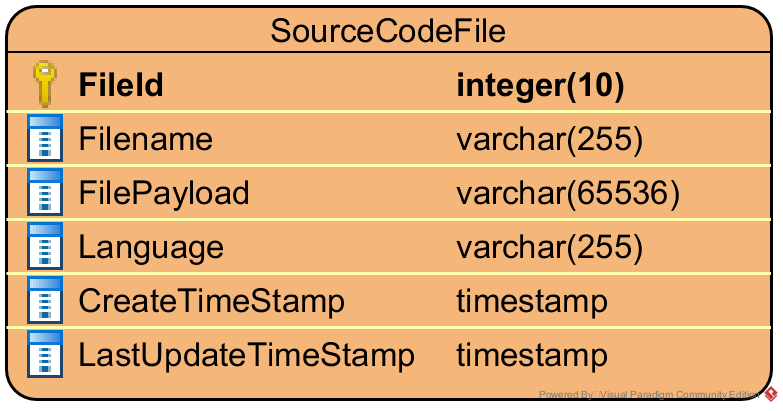 SourceCodeFile
FileId integer(10)
Filename varchar(255)
FilePayload varchar(65536)
Language varchar(255)
CreateTimeStamp timestamp
LastUpdateTimeStamp timestamp
Powered By Visual Paradigm Community Edition